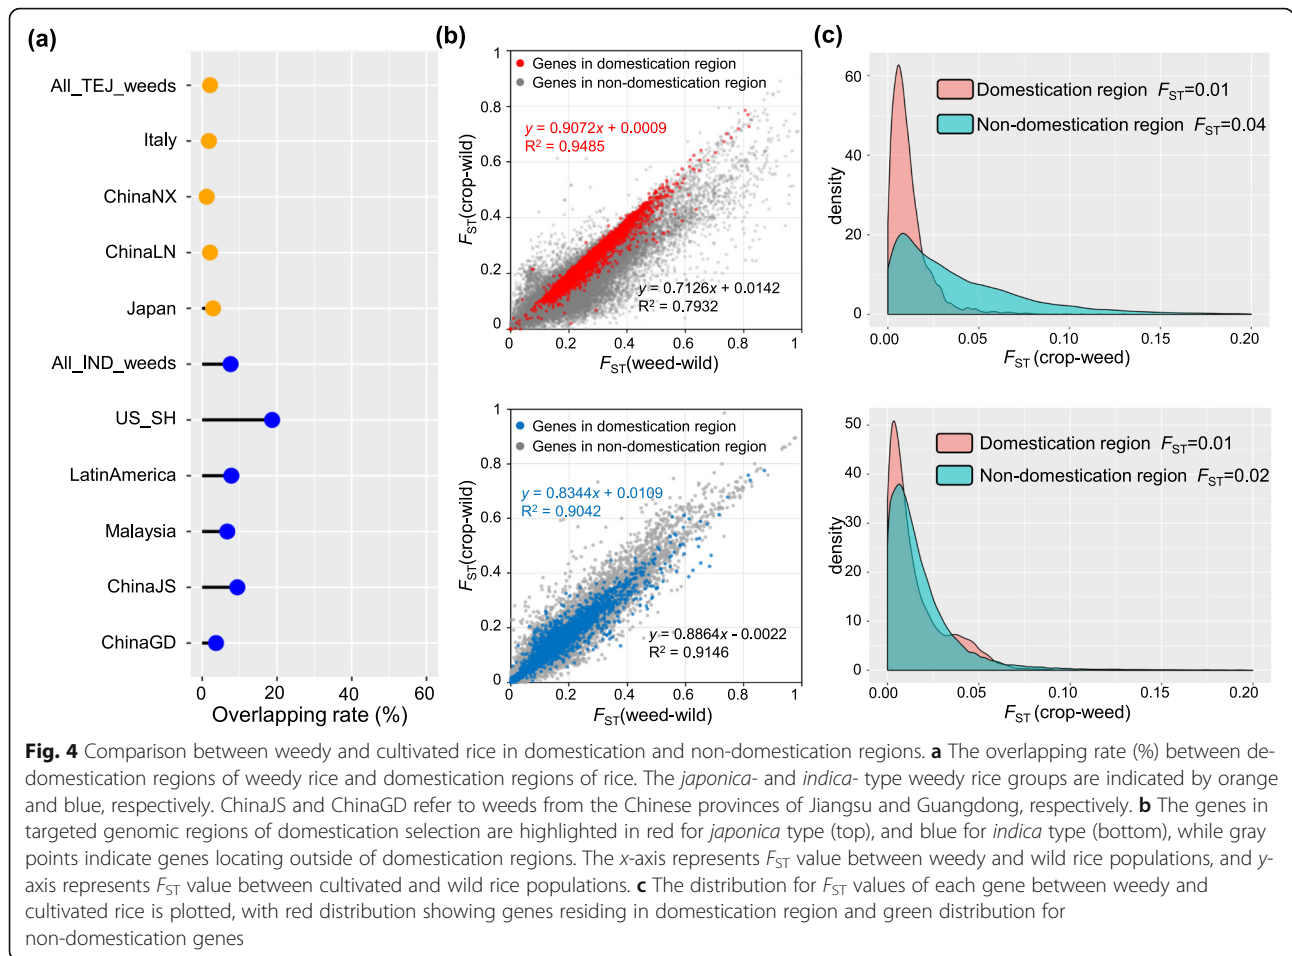 (a)
All_TEJ_weeds
Italy
ChinaNX
ChinaLN
Japan
All_IND_weeds
US_SH
LatinAmerica
Malaysia
ChinaJS
ChinaGD
0 20 40 60
Overlapping rate (%)
(b)
1
0.8
0.6
0.4
0.2
0
Genes in domestication region
Genes in non-domestication region
y = 0.9072x + 0.0009
R² = 0.9485
y = 0.7126x + 0.0142
R² = 0.7932
FST(crop-wild)
0 0.2 0.4 0.6 0.8 1
FST(weed-wild)
1
0.8
0.6
0.4
0.2
0
Genes in domestication region
Genes in non-domestication region
y = 0.8344x + 0.0109
R² = 0.9042
y = 0.8864x - 0.0022
R² = 0.9146
FST(crop-wild)
0 0.2 0.4 0.6 0.8 1
FST(weed-wild)
(c)
60
40
20
0
density
Domestication region FST=0.01
Non-domestication region FST=0.04
0.00 0.05 0.10 0.15 0.20
FST (crop-weed)
50
40
30
20
10
0
density
Domestication region FST=0.01
Non-domestication region FST=0.02
0.00 0.05 0.10 0.15 0.20
FST (crop-weed)
Fig. 4 Comparison between weedy and cultivated rice in domestication and non-domestication regions. a The overlapping rate (%) between de-
domestication regions of weedy rice and domestication regions of rice. The japonica- and indica- type weedy rice groups are indicated by orange
and blue, respectively. ChinaJS and ChinaGD refer to weeds from the Chinese provinces of Jiangsu and Guangdong, respectively. b The genes in
targeted genomic regions of domestication selection are highlighted in red for japonica type (top), and blue for indica type (bottom), while gray
points indicate genes locating outside of domestication regions. The x-axis represents FST value between weedy and wild rice populations, and y-
axis represents FST value between cultivated and wild rice populations. c The distribution for FST values of each gene between weedy and
cultivated rice is plotted, with red distribution showing genes residing in domestication region and green distribution for
non-domestication genes